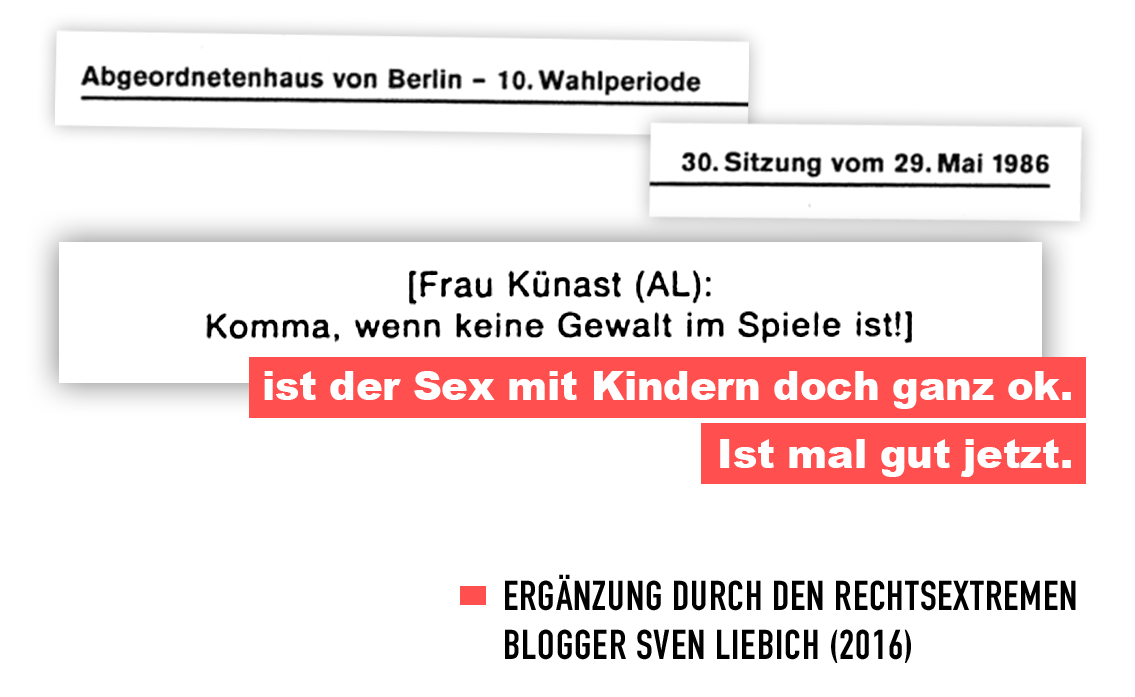 Abgeordnetenhaus von Berlin – 10. Wahlperiode
30. Sitzung vom 29. Mai 1986
[Frau Künast (AL):
Komma, wenn keine Gewalt im Spiele ist!]
ist der Sex mit Kindern doch ganz ok.
Ist mal gut jetzt.
ERGÄNZUNG DURCH DEN RECHTSEXTREMEN
BLOGGER SVEN LIEBICH (2016)